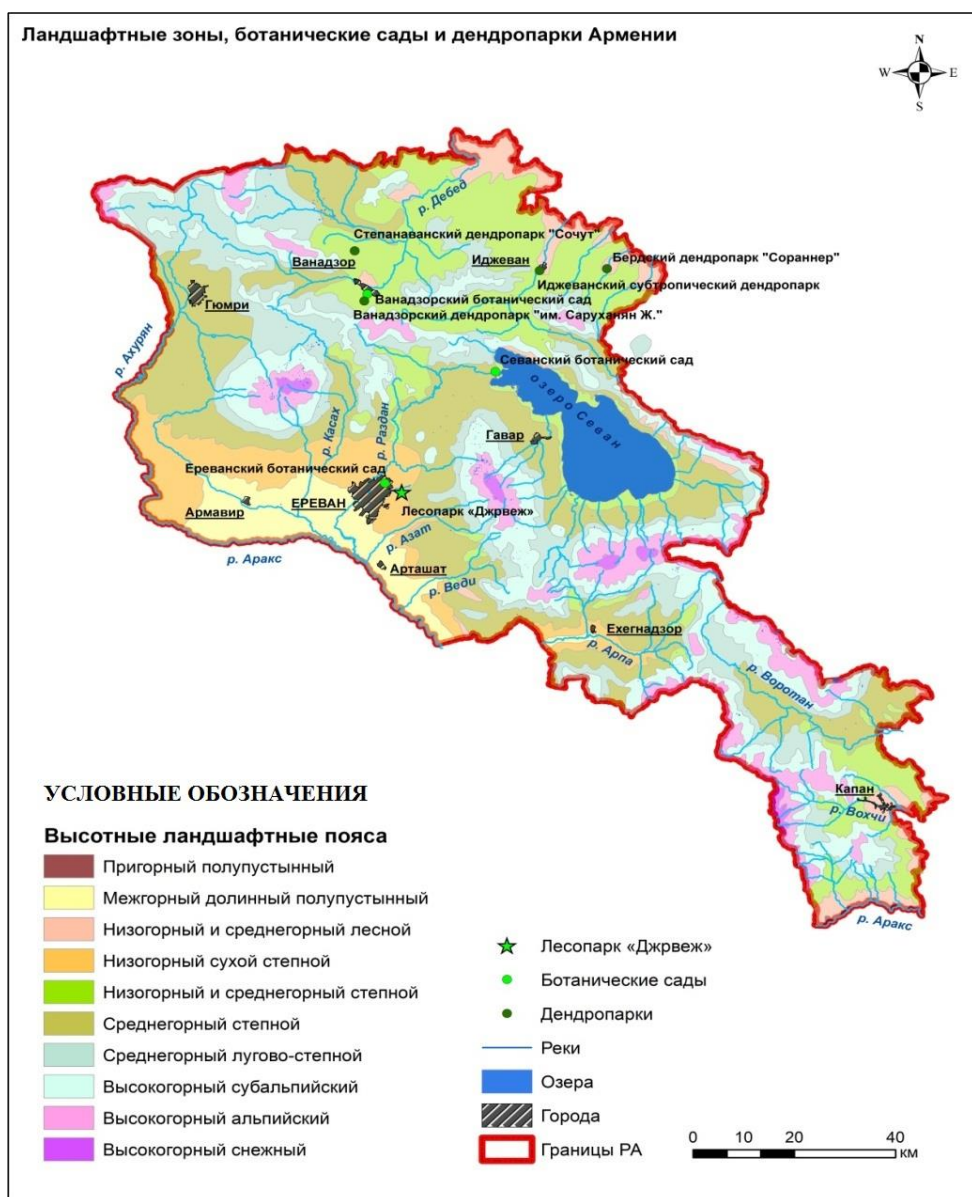 Ландшафтные зоны, ботанические сады и дендропарки Армении
N
W
E
S
р. Дебед
Степанаванский дендропарк "Сочут"
Ванадзор
Иджеван
Бердский дендропарк "Сораннер"
Иджеванский субтропический дендропарк
Гюмри
Ванадзорский ботанический сад
Ванадзорский дендропарк "им. Саруханян Ж."
р. Ахурян
Севанский ботанический сад
озеро Севан
р. Касах
р. Раздан
Гавар
Ереванский ботанический сад
Армавир
ЕРЕВАН
Лесопарк «Джрвеж»
р. Азат
р. Аракс
Арташат
р. Веди
Ехегнадзор
р. Арпа
р. Воротан
Капан
р. Вохчи
р. Аракс
УСЛОВНЫЕ ОБОЗНАЧЕНИЯ
Высотные ландшафтные пояса
Пригорный полупустынный
Межгорный долинный полупустынный
Низогорный и среднегорный лесной
Низогорный сухой степной
Низогорный и среднегорный степной
Среднегорный степной
Среднегорный лугово-степной
Высокогорный субальпийский
Высокогорный альпийский
Высокогорный снежный
Лесопарк «Джрвеж»
Ботанические сады
Дендропарки
Реки
Озера
Города
Границы РА
0 10 20 40
км